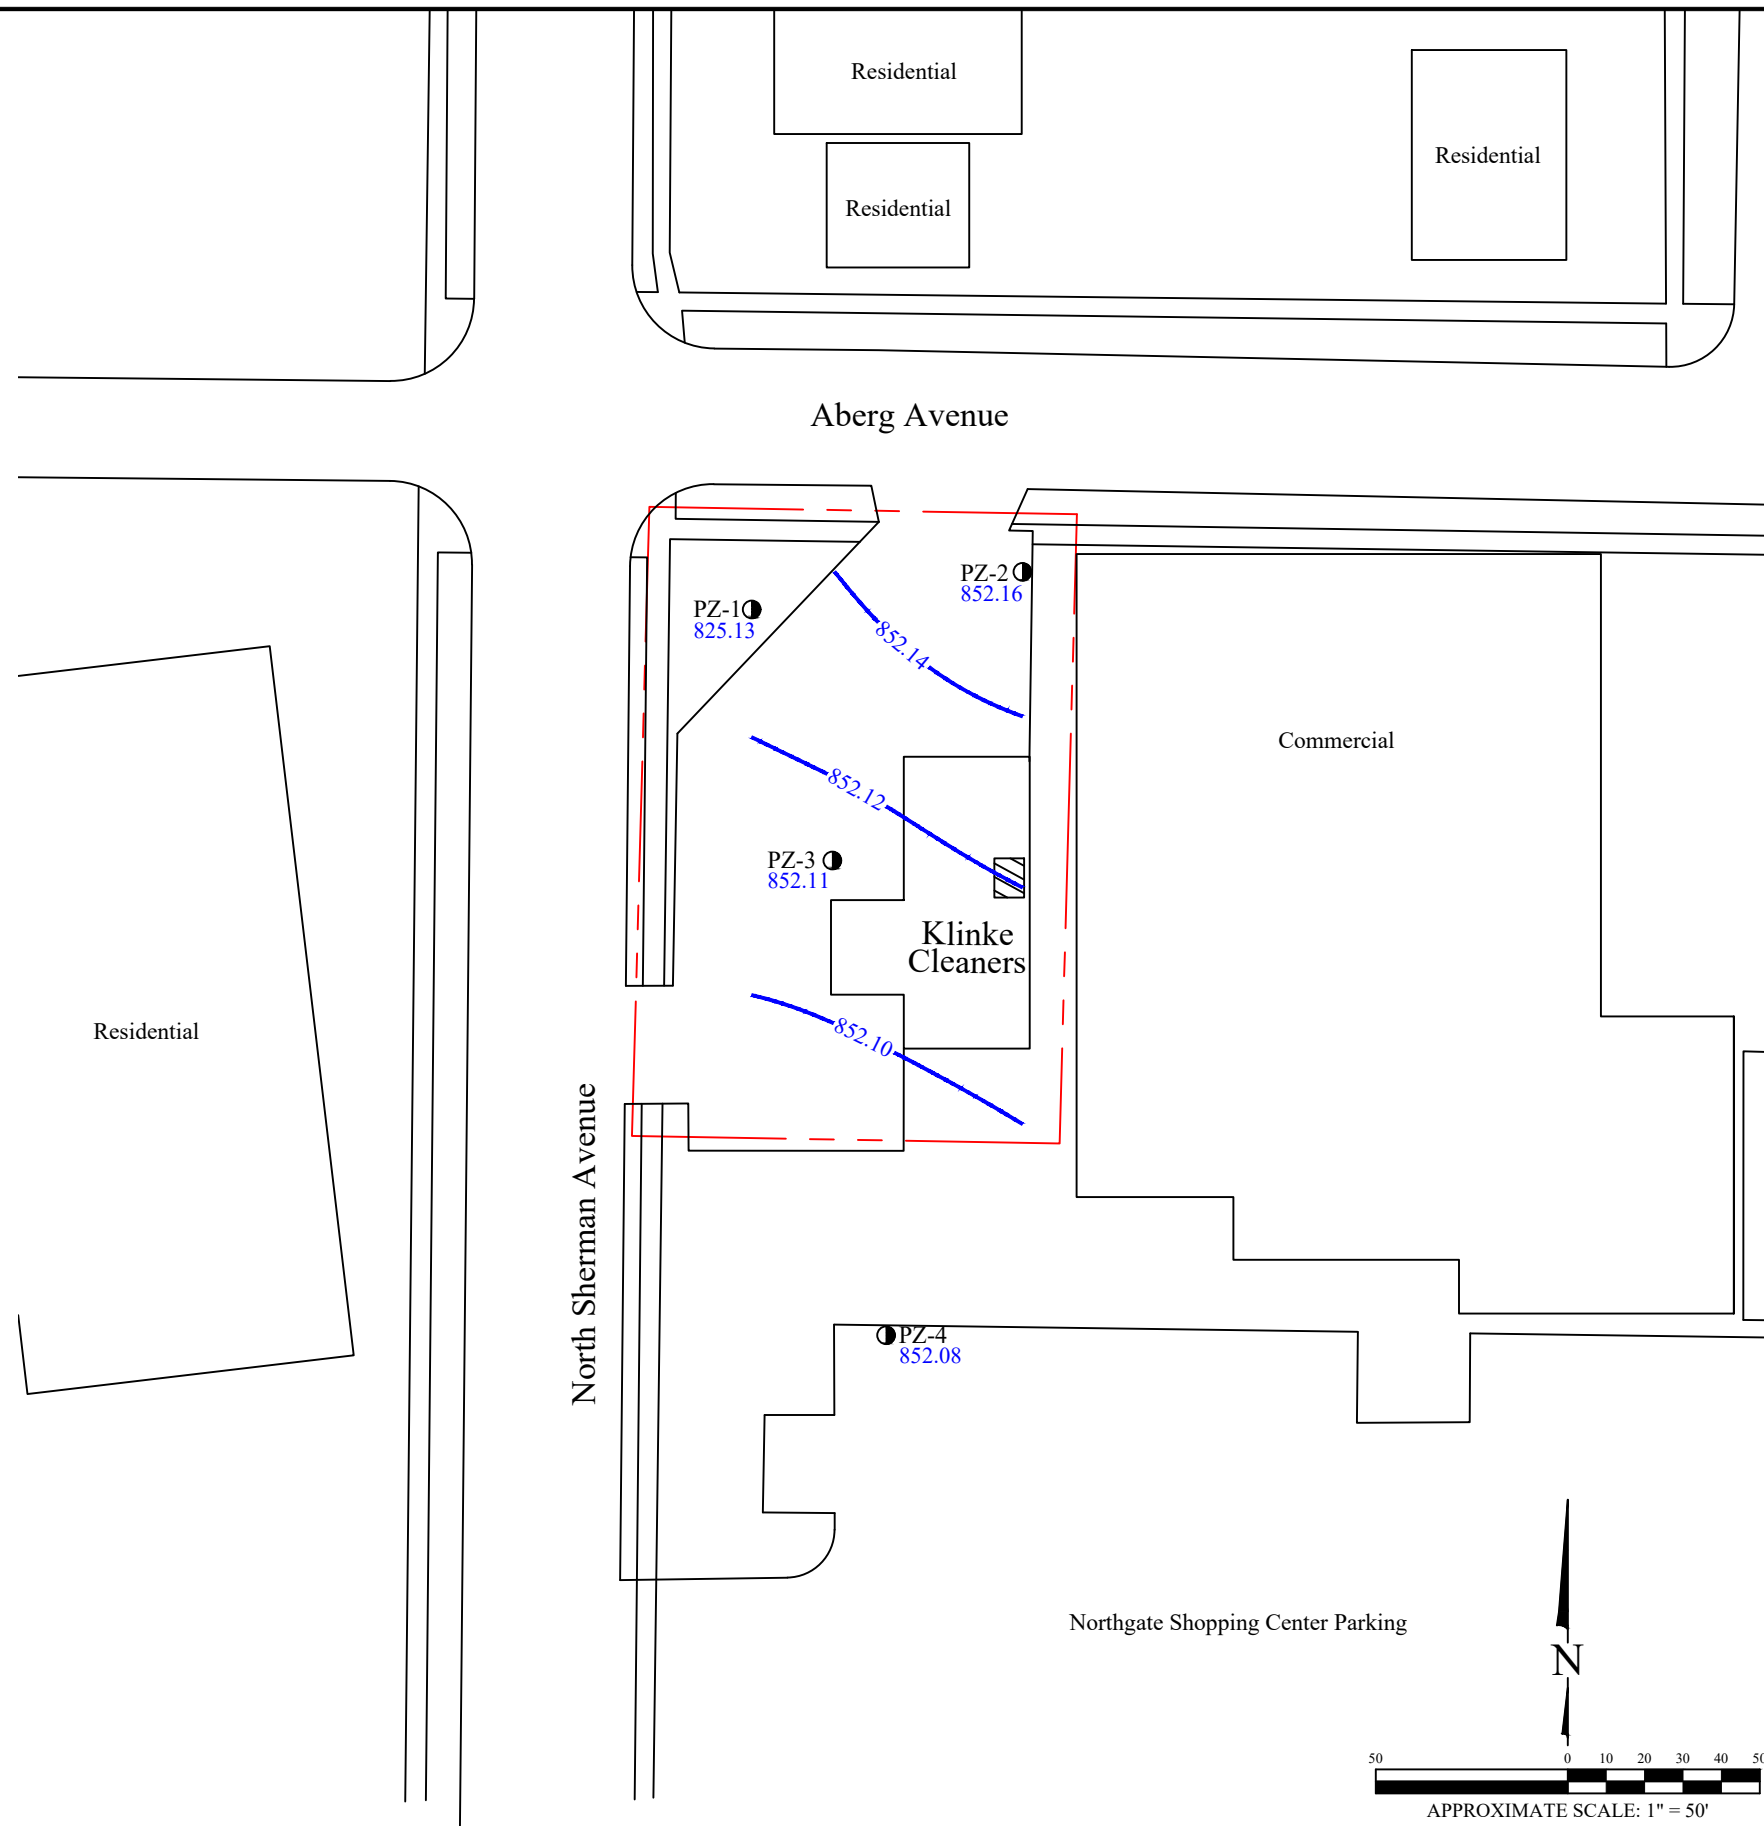 Residential
Residential
Residential
Aberg Avenue
PZ-2
852.16
PZ-1
825.13
852.14
Commercial
852.12
PZ-3
852.11
Klinke
Cleaners
Residential
852.10
North Sherman Avenue
PZ-4
852.08
Northgate Shopping Center Parking
N
50 0 10 20 30 40 50
APPROXIMATE SCALE: 1" = 50'